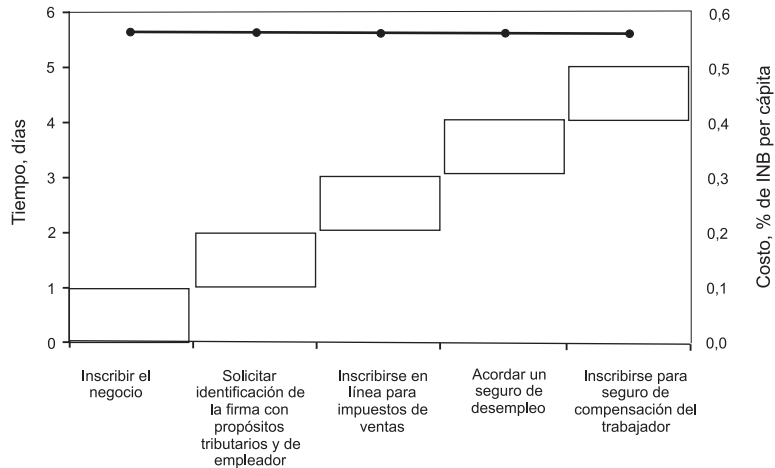 6
5
4
3
2
1
0
Tiempo, días
0,6
0,5
0,4
0,3
0,2
0,1
0,0
Costo, % de INB per cápita
Inscribir el
negocio
Solicitar
identificación de
la firma con
propósitos
tributarios y de
empleador
Inscribirse en
línea para
impuestos de
ventas
Acordar un
seguro de
desempleo
Inscribirse para
seguro de
compensación del
trabajador